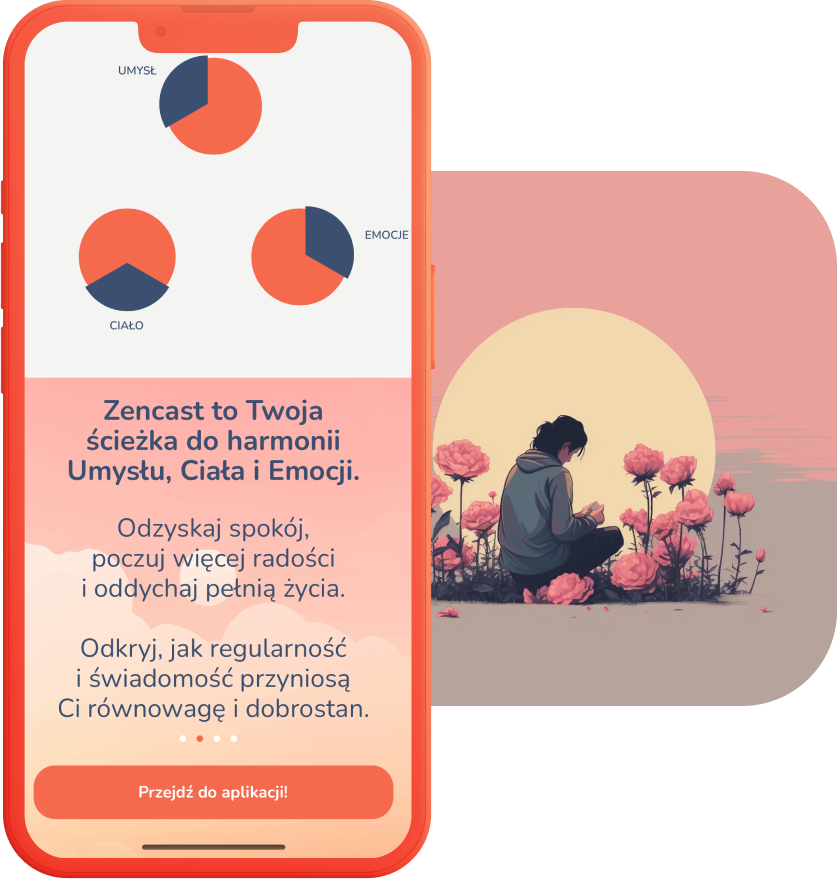 UMYSŁ
EMOCJE
CIAŁO
Zencast to Twoja
ścieżka do harmonii
Umysłu, Ciała i Emocji.
Odzyskaj spokój,
poczuj więcej radości
i oddychaj pełnią życia.
Odkryj, jak regularność
i świadomość przyniosą
Ci równowagę i dobrostan.
Przejdź do aplikacji!